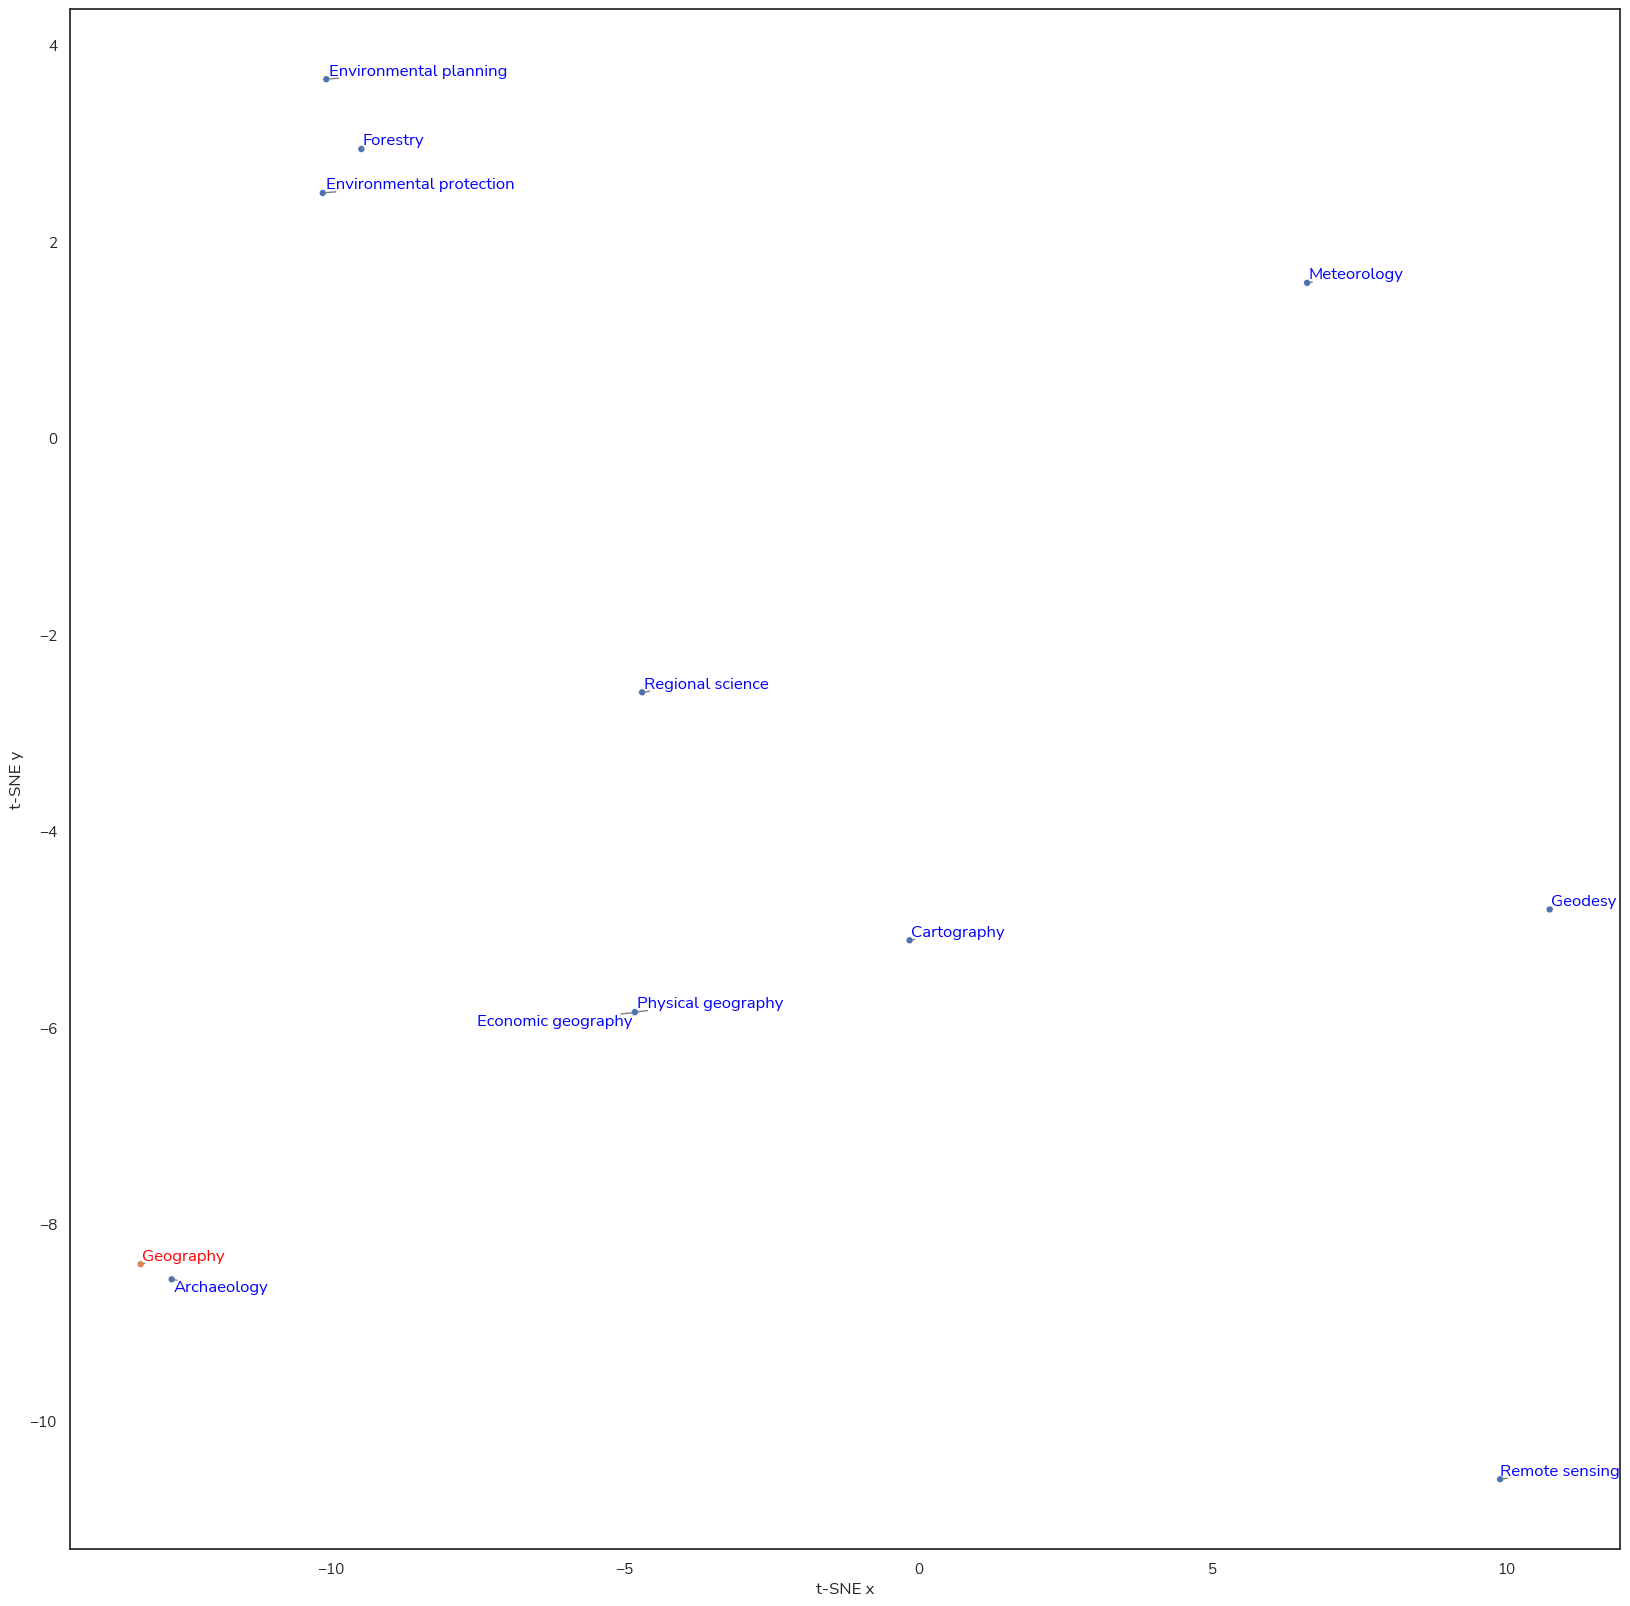 4
Environmental planning
Forestry
Environmental protection
2
Meteorology
0
−2
Regional science
t-SNE y
−4
Geodesy
Cartography
Physical geography
Economic geography
−6
−8
Geography
Archaeology
−10
Remote sensing
−10 −5 0 5 10
t-SNE x